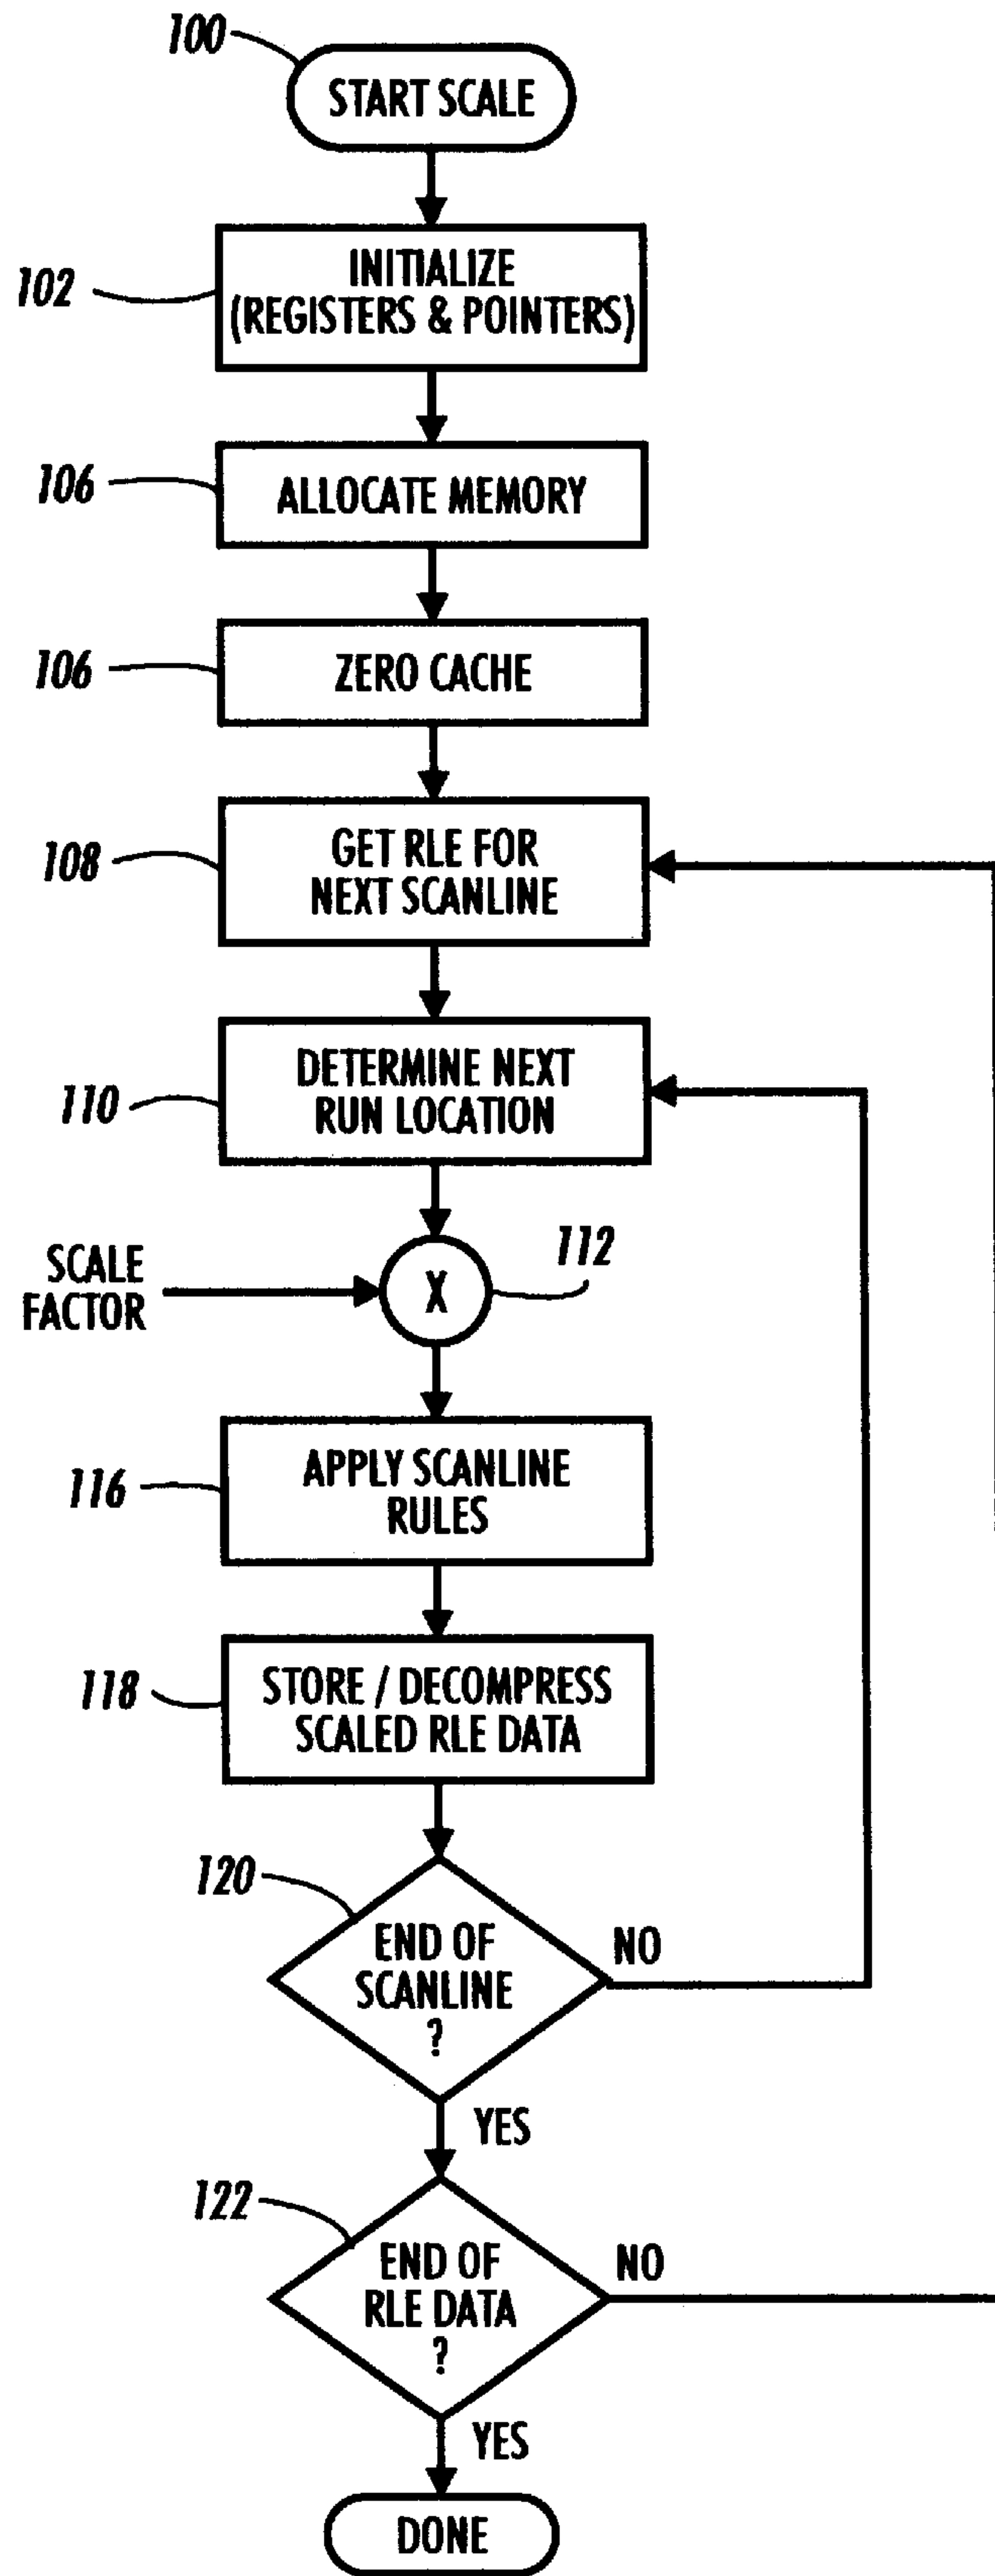 100
START SCALE
102
INITIALIZE
(REGISTERS & POINTERS)
106
ALLOCATE MEMORY
106
ZERO CACHE
108
GET RLE FOR
NEXT SCANLINE
110
DETERMINE NEXT
RUN LOCATION
SCALE
FACTOR
X
112
116
APPLY SCANLINE
RULES
118
STORE / DECOMPRESS
SCALED RLE DATA
120
END OF
SCANLINE
?
NO
YES
122
END OF
RLE DATA
?
NO
YES
DONE